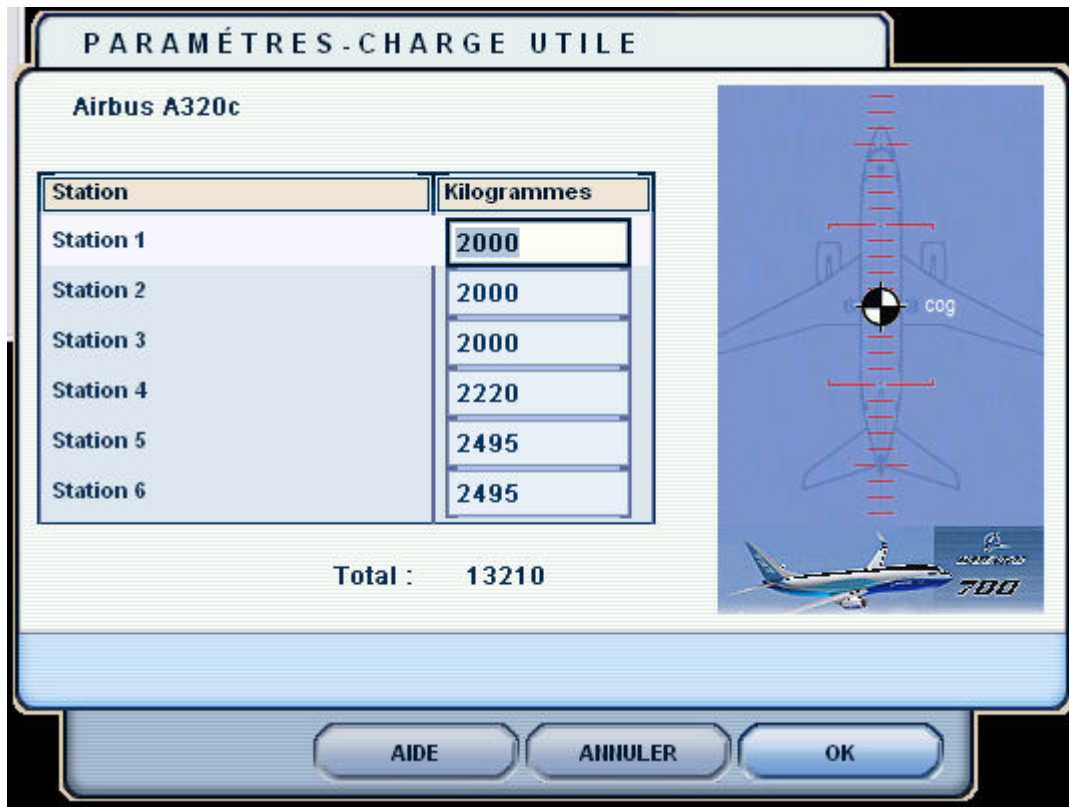 PARAMÉTRES-CHARGE UTILE
Airbus A320c
Station Kilogrammes
Station 1 2000
Station 2 2000
Station 3 2000
Station 4 2220
Station 5 2495
Station 6 2495
Total : 13210
cog
700
AIDE ANNULER OK